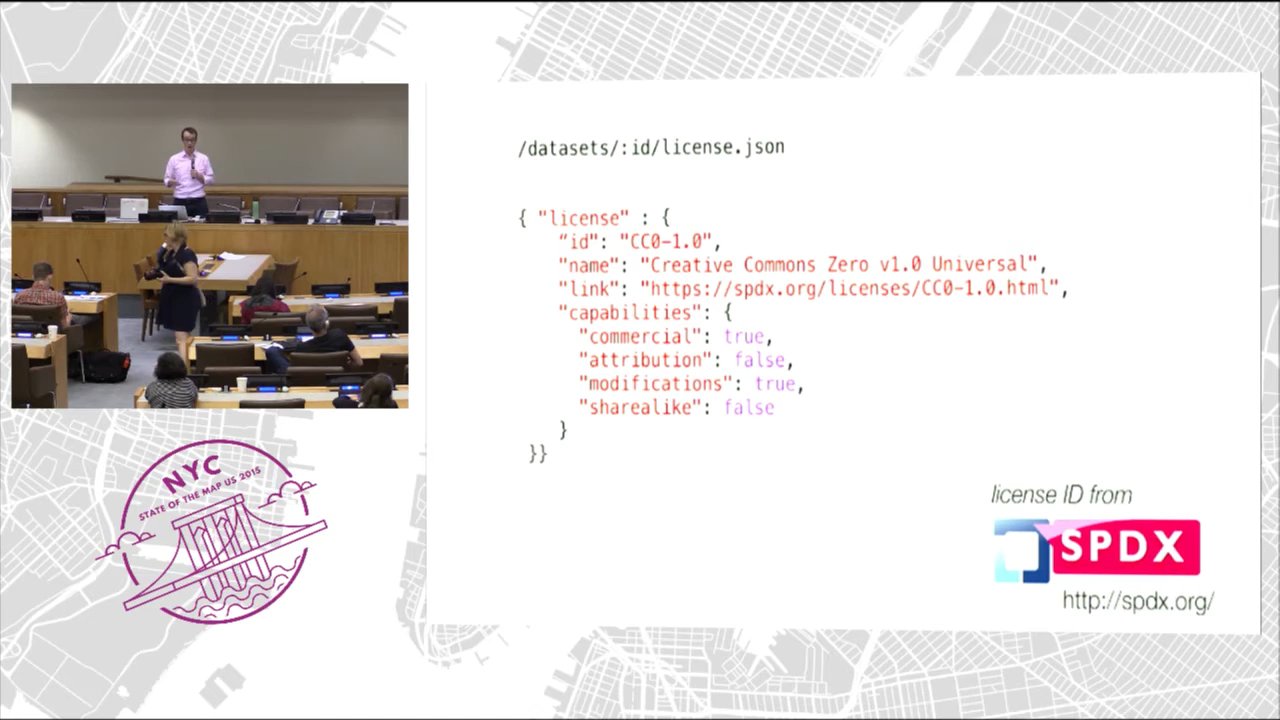 /datasets/:id/license.json
{ "license" : {
“id": "CC0-1.0",
"name": "Creative Commons Zero v1.0 Universal",
"link": "https://spdx.org/licenses/CC0-1.0.html",
"capabilities": {
"commercial": true,
"attribution": false,
"modifications": true,
"sharealike": false
}
}}
license ID from
SPDX
http://spdx.org/
NYC
STATE OF THE MAP US 2015